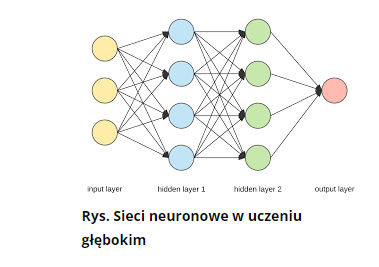 input layer hidden layer 1 hidden layer 2 output layer
Rys. Sieci neuronowe w uczeniu
głębokim